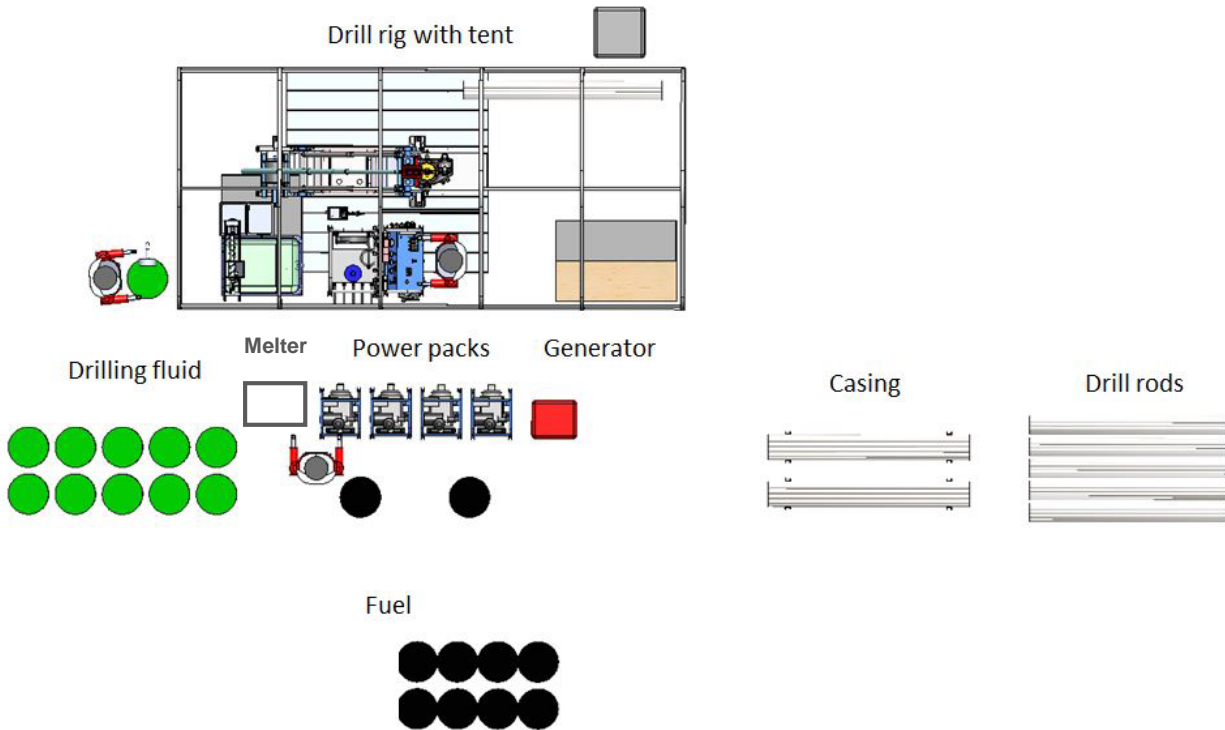 Drill rig with tent
Melter
Power packs
Generator
Drilling fluid
Casing
Drill rods
Fuel